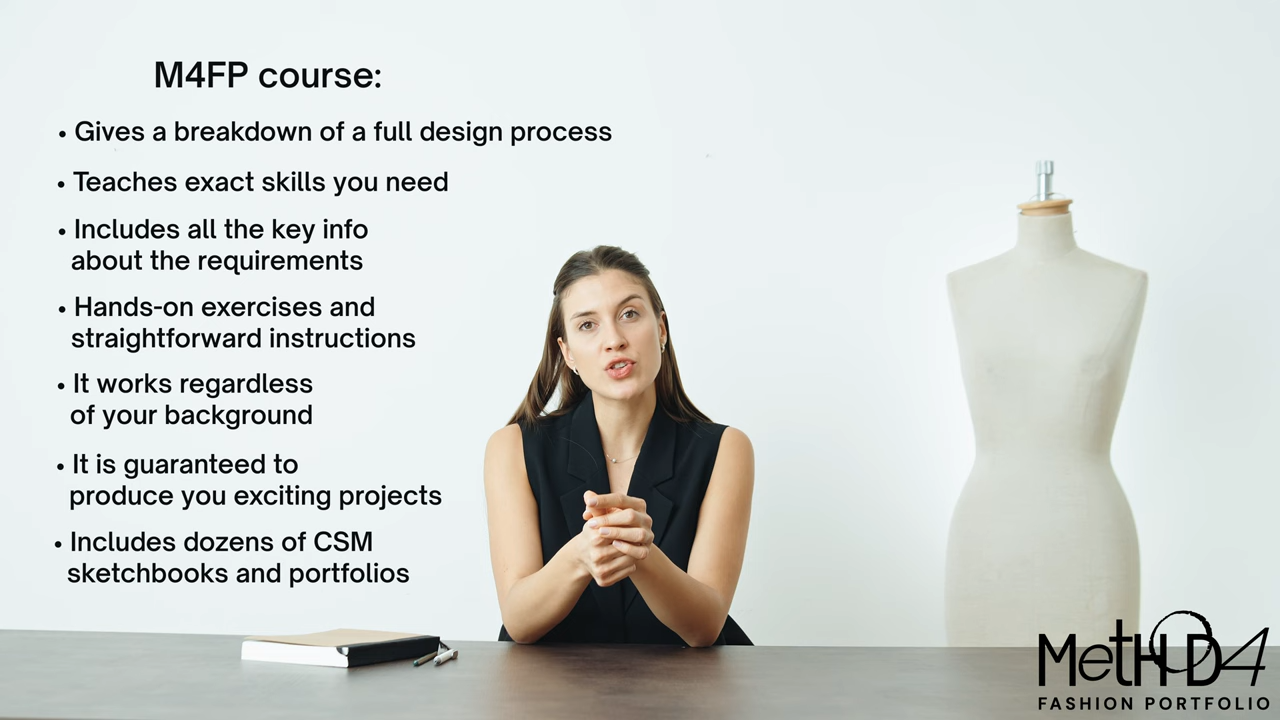 M4FP course:
• Gives a breakdown of a full design process
• Teaches exact skills you need
• Includes all the key info
about the requirements
• Hands-on exercises and
straightforward instructions
• It works regardless
of your background
• It is guaranteed to
produce you exciting projects
• Includes dozens of CSM
sketchbooks and portfolios
MetHOD4
FASHION PORTFOLIO